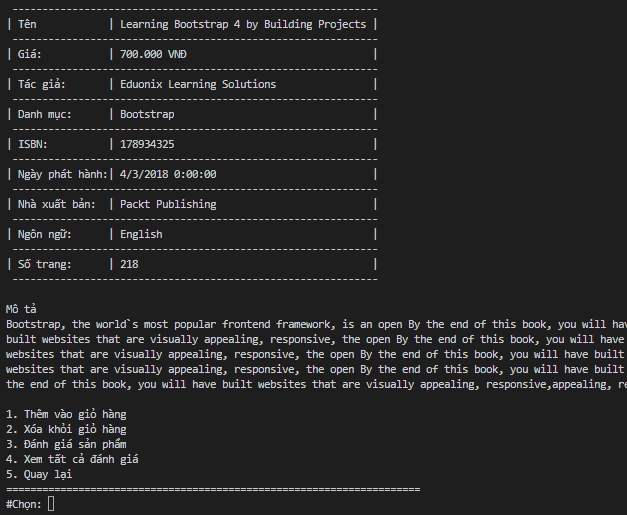 | Tên | Learning Bootstrap 4 by Building Projects |
| Giá: | 700.000 VNĐ |
| Tác giả: | Eduonix Learning Solutions |
| Danh mục: | Bootstrap |
| ISBN: | 178934325 |
| Ngày phát hành:| 4/3/2018 0:00:00 |
| Nhà xuất bản: | Packt Publishing |
| Ngôn ngữ: | English |
| Số trang: | 218 |
Mô tả
Bootstrap, the world`s most popular frontend framework, is an open By the end of this book, you will hav
built websites that are visually appealing, responsive, the open By the end of this book, you will have
websites that are visually appealing, responsive, the open By the end of this book, you will have built
websites that are visually appealing, responsive, the open By the end of this book, you will have built
the end of this book, you will have built websites that are visually appealing, responsive,appealing, re
1. Thêm vào giỏ hàng
2. Xóa khỏi giỏ hàng
3. Đánh giá sản phẩm
4. Xem tất cả đánh giá
5. Quay lại
=====================================================================
#Chọn: